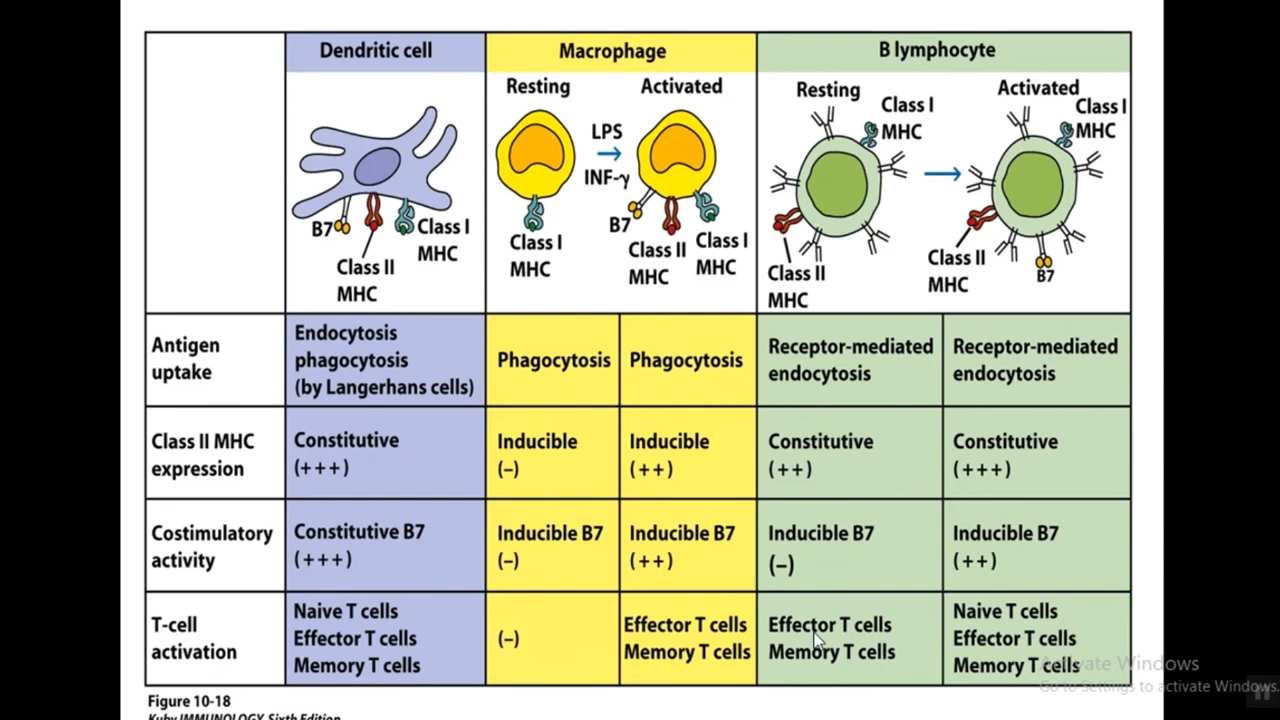 Dendritic cell
Macrophage
B lymphocyte
B7
Class II
MHC
Class I
MHC
Resting
LPS
INF-γ
Activated
Class I
MHC
B7
Class II
MHC
Class I
MHC
Resting
Class I
MHC
Class II
MHC
Activated
Class I
MHC
Class II
MHC
B7
Antigen
uptake
Endocytosis
phagocytosis
(by Langerhans cells)
Phagocytosis
Phagocytosis
Receptor-mediated
endocytosis
Receptor-mediated
endocytosis
Class II MHC
expression
Constitutive
(+++)
Inducible
(–)
Inducible
(++)
Constitutive
(++)
Constitutive
(+++)
Costimulatory
activity
Constitutive B7
(+++)
Inducible B7
(–)
Inducible B7
(++)
Inducible B7
(–)
Inducible B7
(++)
T-cell
activation
Naive T cells
Effector T cells
Memory T cells
(–)
Effector T cells
Memory T cells
Effector T cells
Memory T cells
Naive T cells
Effector T cells
Memory T cells
Activate Windows
Go to Settings to activate Windows.
Figure 10-18
Kuby IMMUNOLOGY, Sixth Edition